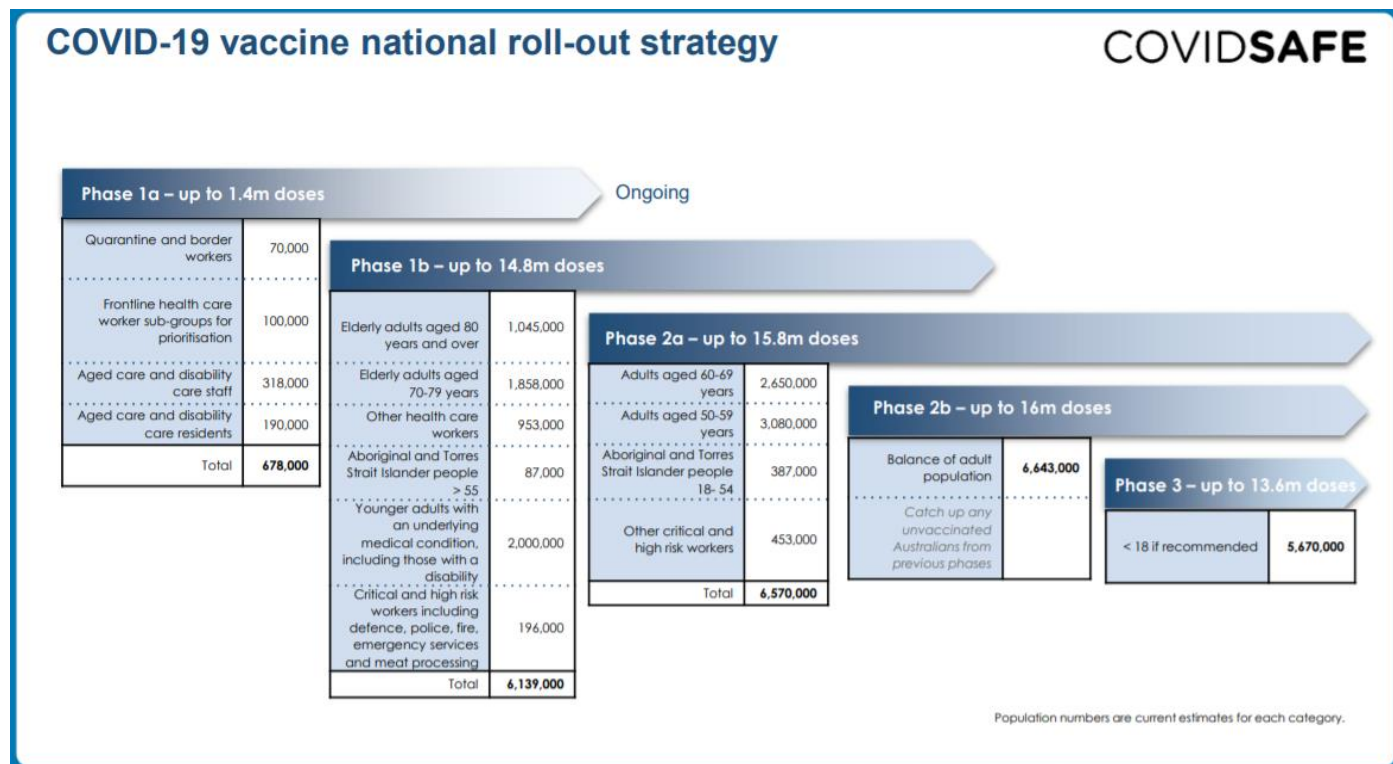 COVID-19 vaccine national roll-out strategy
COVIDSAFE
Phase 1a – up to 1.4m doses
Ongoing
Quarantine and border
workers
70,000
Frontline health care
worker sub-groups for
prioritisation
100,000
Aged care and disability
care staff
318,000
Aged care and disability
care residents
190,000
Total
678,000
Phase 1b – up to 14.8m doses
Elderly adults aged 80
years and over
1,045,000
Elderly adults aged
70-79 years
1,858,000
Other health care
workers
953,000
Aboriginal and Torres
Strait Islander people
> 55
87,000
Younger adults with
an underlying
medical condition,
including those with a
disability
2,000,000
Critical and high risk
workers including
defence, police, fire,
emergency services
and meat processing
196,000
Total
6,139,000
Phase 2a – up to 15.8m doses
Adults aged 60-69
years
2,650,000
Adults aged 50-59
years
3,080,000
Aboriginal and Torres
Strait Islander people
18- 54
387,000
Other critical and
high risk workers
453,000
Total
6,570,000
Phase 2b – up to 16m doses
Balance of adult
population
6,643,000
Catch up any
unvaccinated
Australians from
previous phases
Phase 3 – up to 13.6m doses
< 18 if recommended
5,670,000
Population numbers are current estimates for each category.